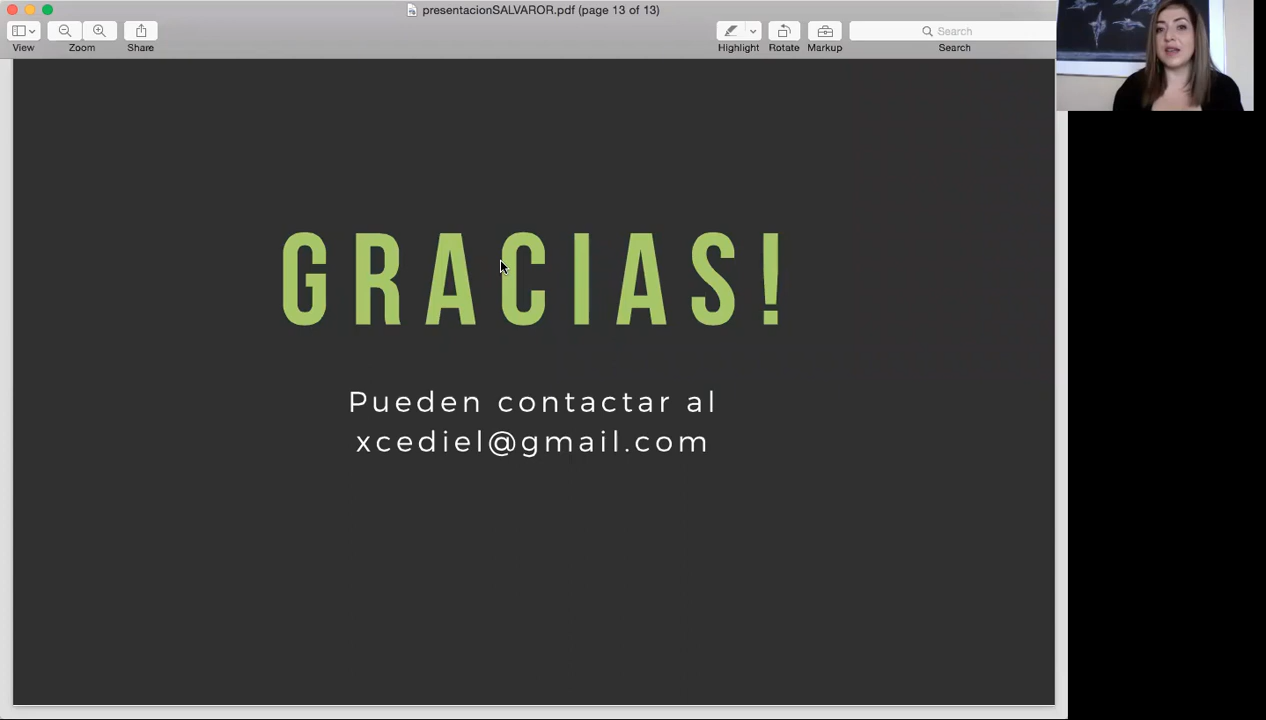 presentacionSALVAROR.pdf (page 13 of 13)
View
Zoom
Share
Highlight
Rotate
Markup
Search
Search
GRACIAS!
Pueden contactar al
xcediel@gmail.com